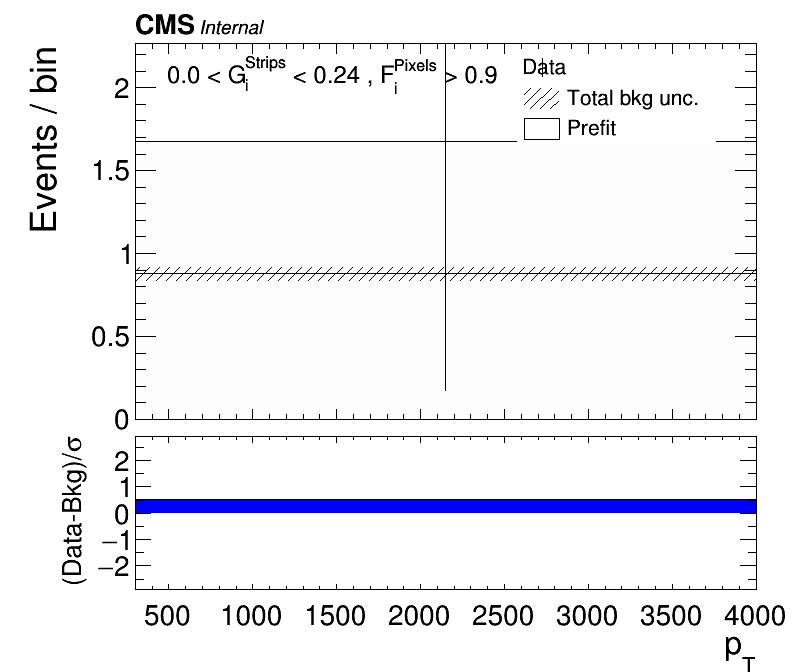 CMS Internal
0.0 < G_i^Strips < 0.24 , F_i^Pixels > 0.9
Data
Total bkg unc.
Prefit
Events / bin
2
1.5
1
0.5
0
(Data-Bkg)/σ
2
1
0
−1
−2
500 1000 1500 2000 2500 3000 3500 4000
p_T